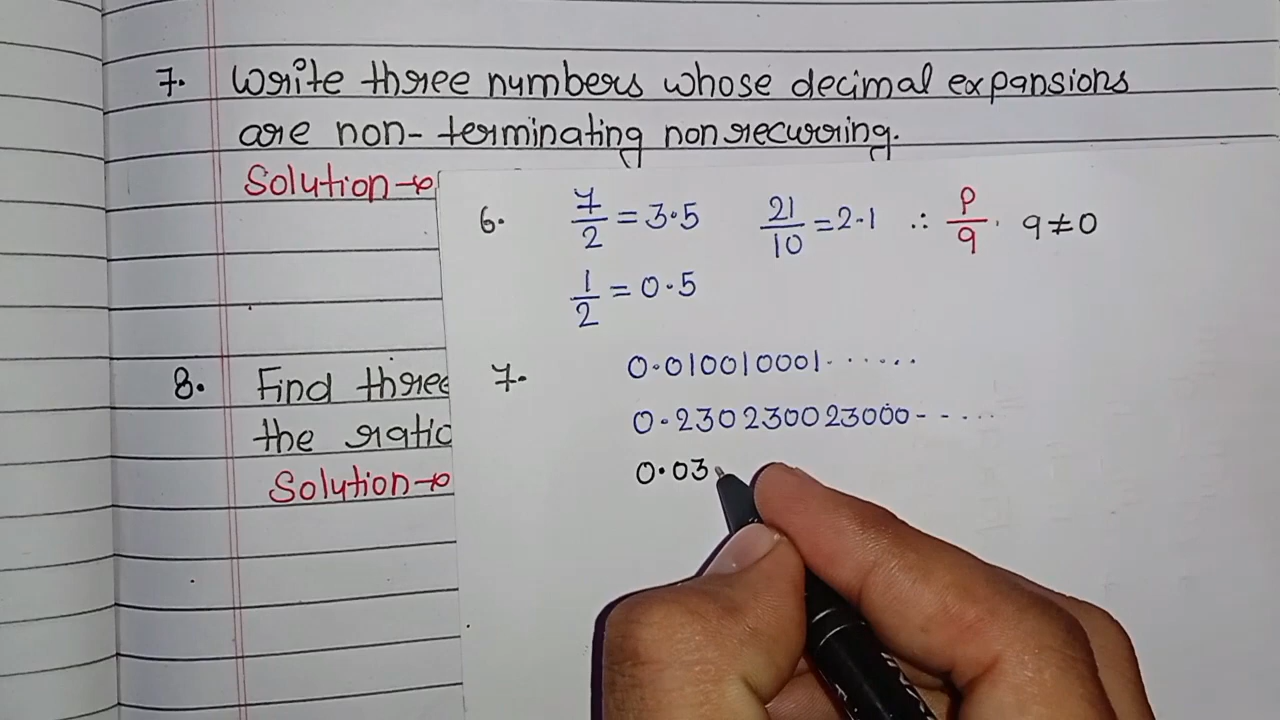 7. Write three numbers whose decimal expansions
are non-terminating nonrecurring.
Solution→
6. 7/2 = 3.5 21/10 = 2.1 ∴ p/q, q ≠ 0
1/2 = 0.5
7. 0.010010001......
0.230230023000-....
0.03
8. Find three
the ratio
Solution→